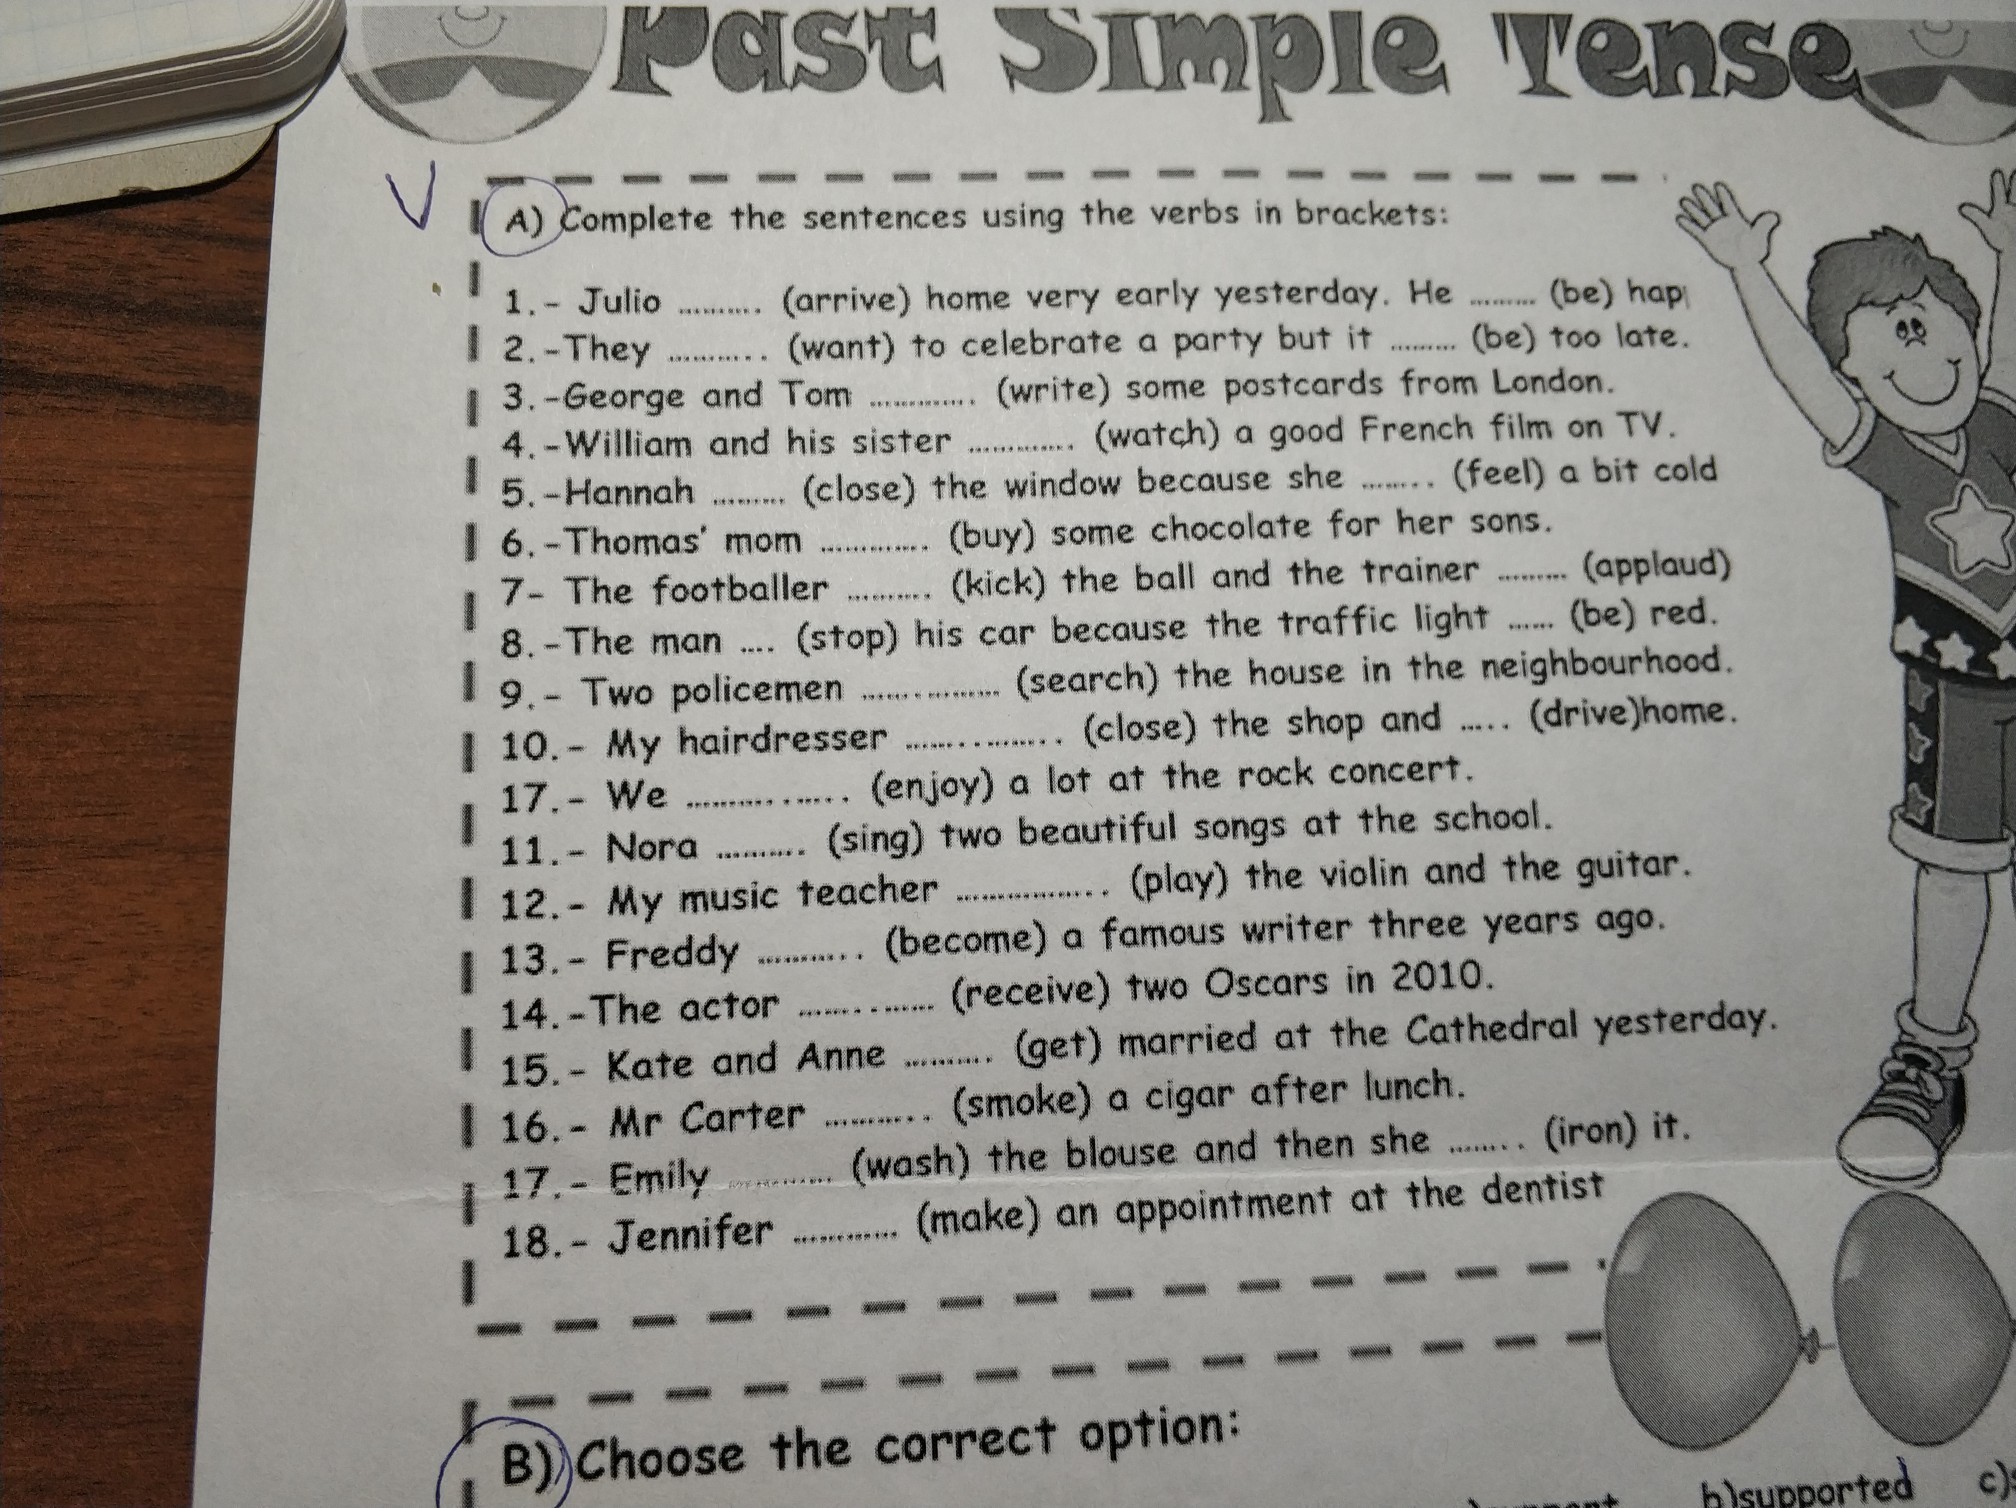 Past Simple Tense
A) Complete the sentences using the verbs in brackets:
1.- Julio .......... (arrive) home very early yesterday. He ......... (be) hap
2.-They ........... (want) to celebrate a party but it ......... (be) too late.
3.-George and Tom ............. (write) some postcards from London.
4.-William and his sister ............. (watch) a good French film on TV.
5.-Hannah ......... (close) the window because she ........ (feel) a bit cold
6.-Thomas' mom ............. (buy) some chocolate for her sons.
7- The footballer .......... (kick) the ball and the trainer ......... (applaud)
8.-The man .... (stop) his car because the traffic light ...... (be) red.
9.- Two policemen ................ (search) the house in the neighbourhood.
10.- My hairdresser ................ (close) the shop and ..... (drive)home.
17.- We ................ (enjoy) a lot at the rock concert.
11.- Nora .......... (sing) two beautiful songs at the school.
12.- My music teacher ................. (play) the violin and the guitar.
13.- Freddy ............ (become) a famous writer three years ago.
14.-The actor ............... (receive) two Oscars in 2010.
15.- Kate and Anne .......... (get) married at the Cathedral yesterday.
16.- Mr Carter ............ (smoke) a cigar after lunch.
17.- Emily ............ (wash) the blouse and then she ........ (iron) it.
18.- Jennifer ............ (make) an appointment at the dentist
B) Choose the correct option:
b)supported c)